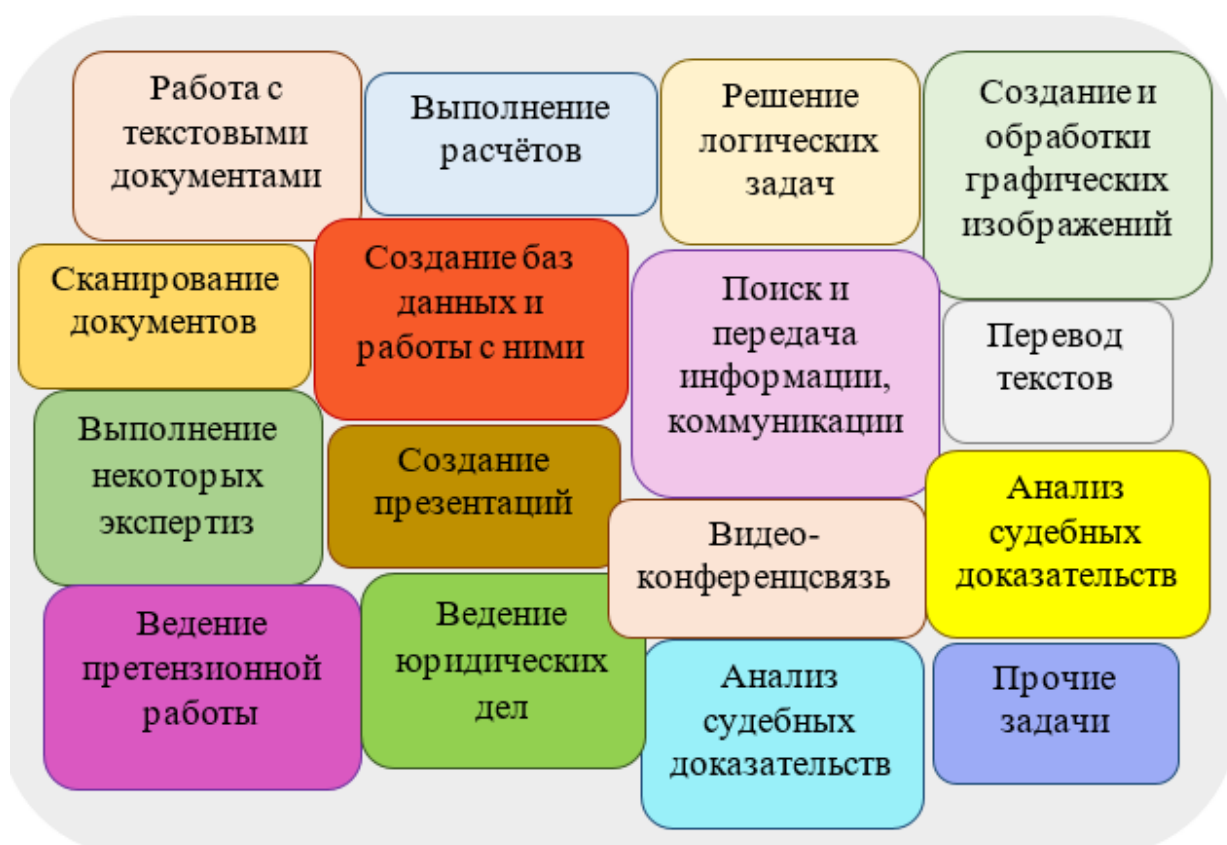 Работа с
текстовыми
документами
Выполнение
расчётов
Решение
логических
задач
Создание и
обработки
графических
изображений
Сканирование
документов
Создание баз
данных и
работы с ними
Поиск и
передача
информации,
коммуникации
Перевод
текстов
Выполнение
некоторых
экспертиз
Создание
презентаций
Видео-
конференцсвязь
Анализ
судебных
доказательств
Ведение
претензионной
работы
Ведение
юридических
дел
Анализ
судебных
доказательств
Прочие
задачи